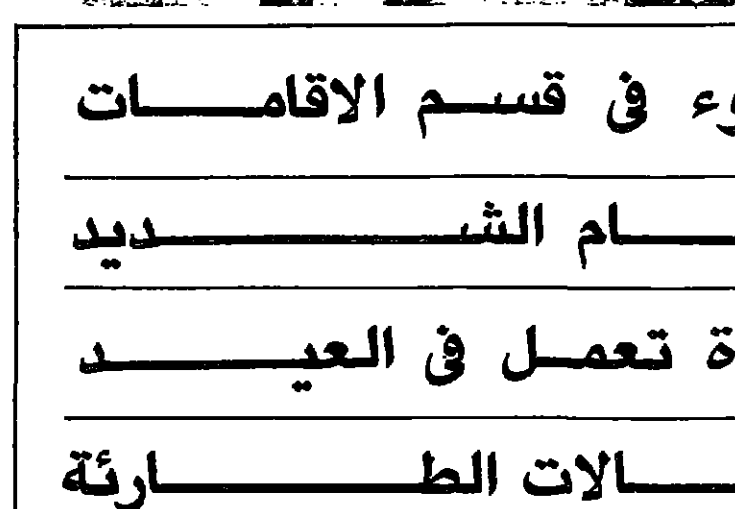 فى قسم الاقامات
الشديد
تعمل فى العيد
الطارئة